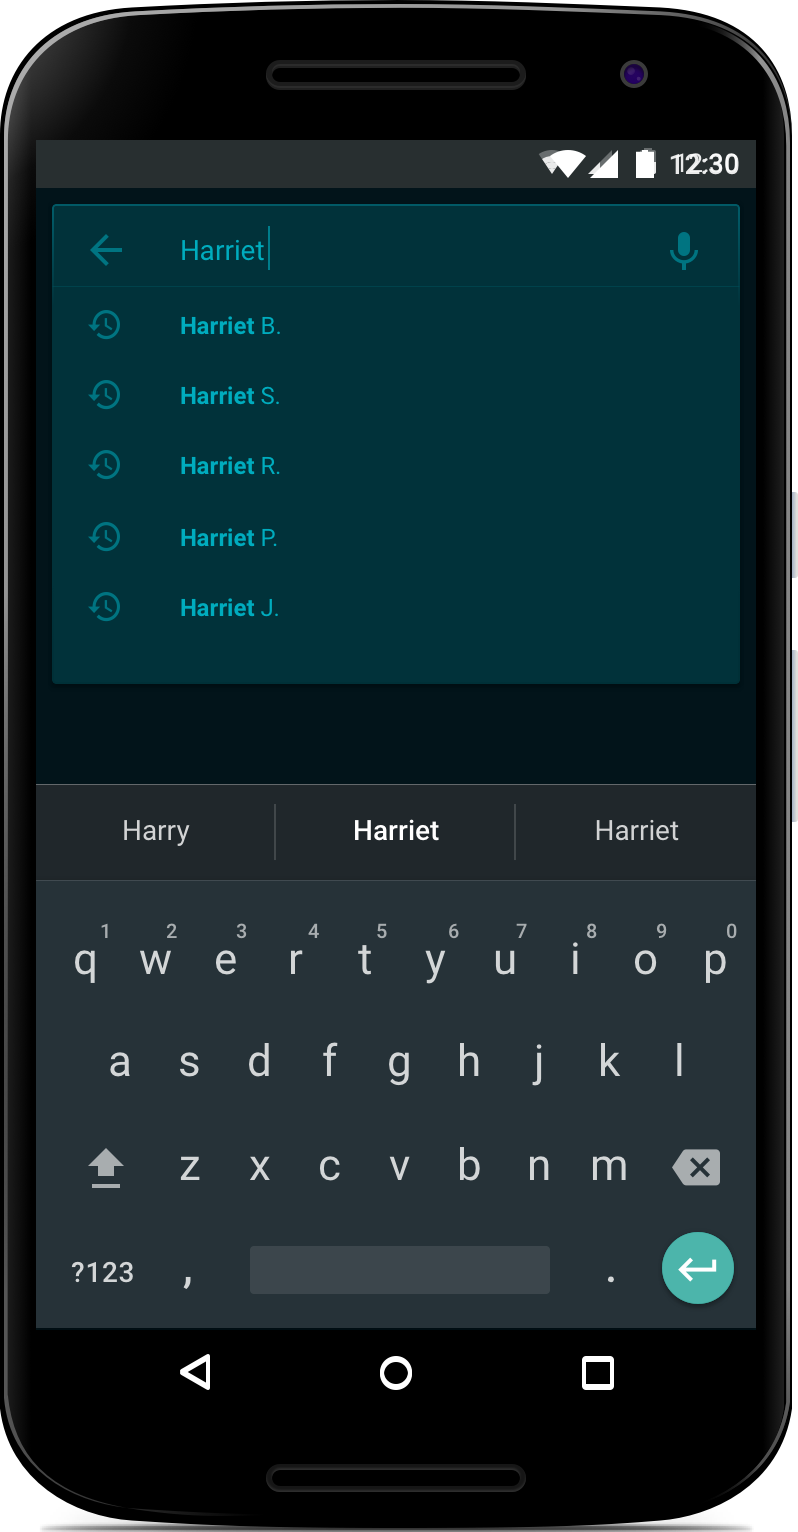 12:30
Harriet
Harriet B.
Harriet S.
Harriet R.
Harriet P.
Harriet J.
Harry Harriet Harriet
1 2 3 4 5 6 7 8 9 0
q w e r t y u i o p
a s d f g h j k l
z x c v b n m
?123 , .